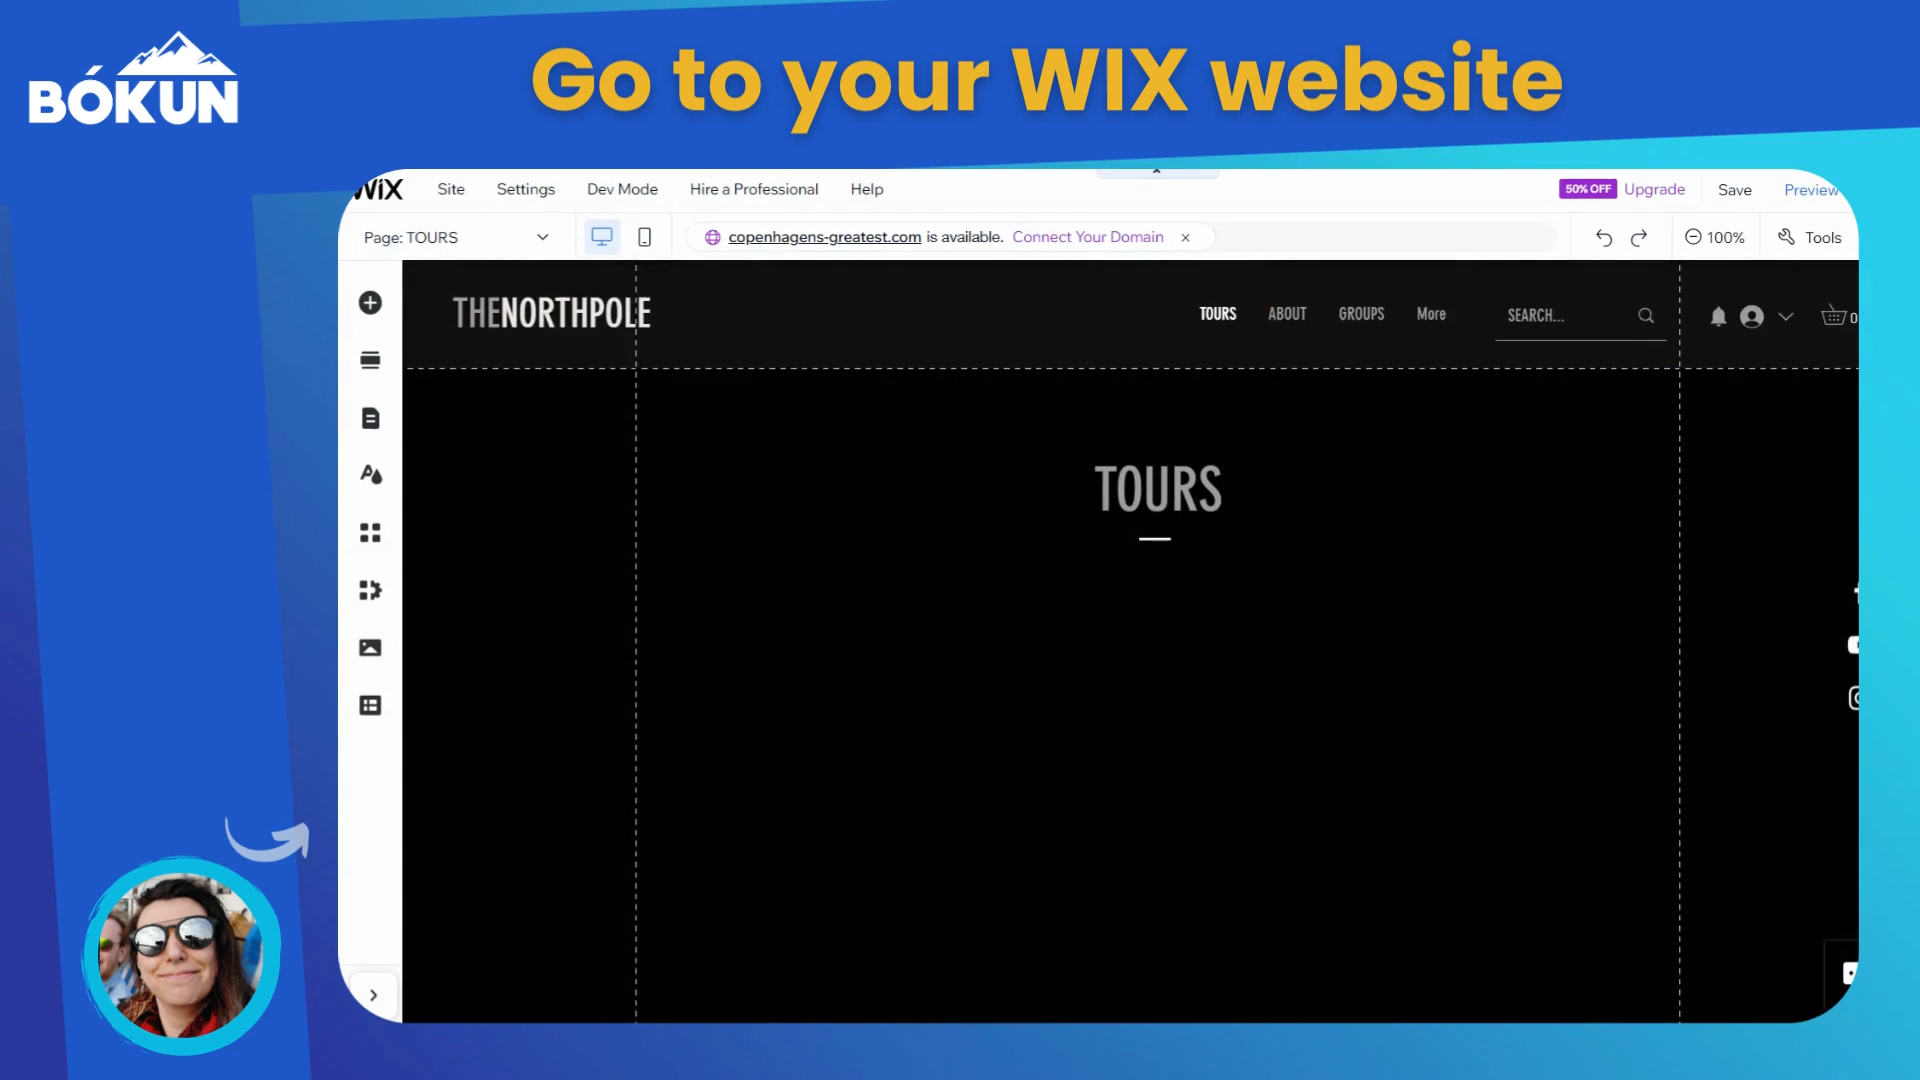 BÓKUN
Go to your WIX website
WiX Site Settings Dev Mode Hire a Professional Help 50% OFF Upgrade Save Preview
Page: TOURS copenhagens-greatest.com is available. Connect Your Domain 100% Tools
THENORTHPOLE TOURS ABOUT GROUPS More SEARCH... 0
TOURS